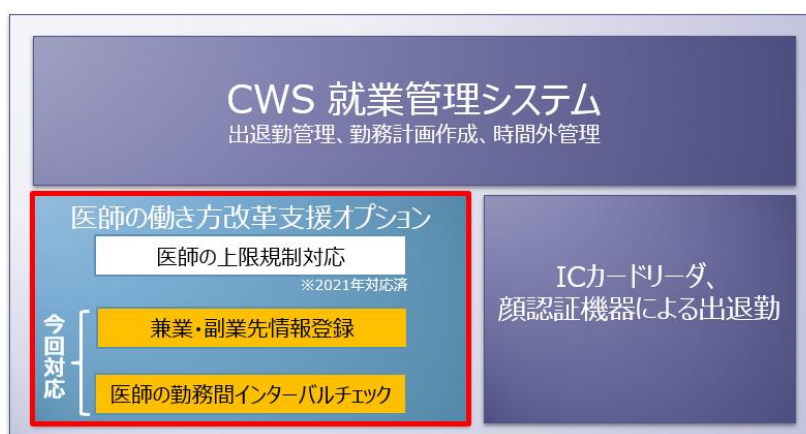 CWS 就業管理システム
出退勤管理、勤務計画作成、時間外管理
医師の働き方改革支援オプション
医師の上限規制対応
※2021年対応済
今回対応
兼業・副業先情報登録
医師の勤務間インターバルチェック
ICカードリーダ、
顔認証機器による出退勤